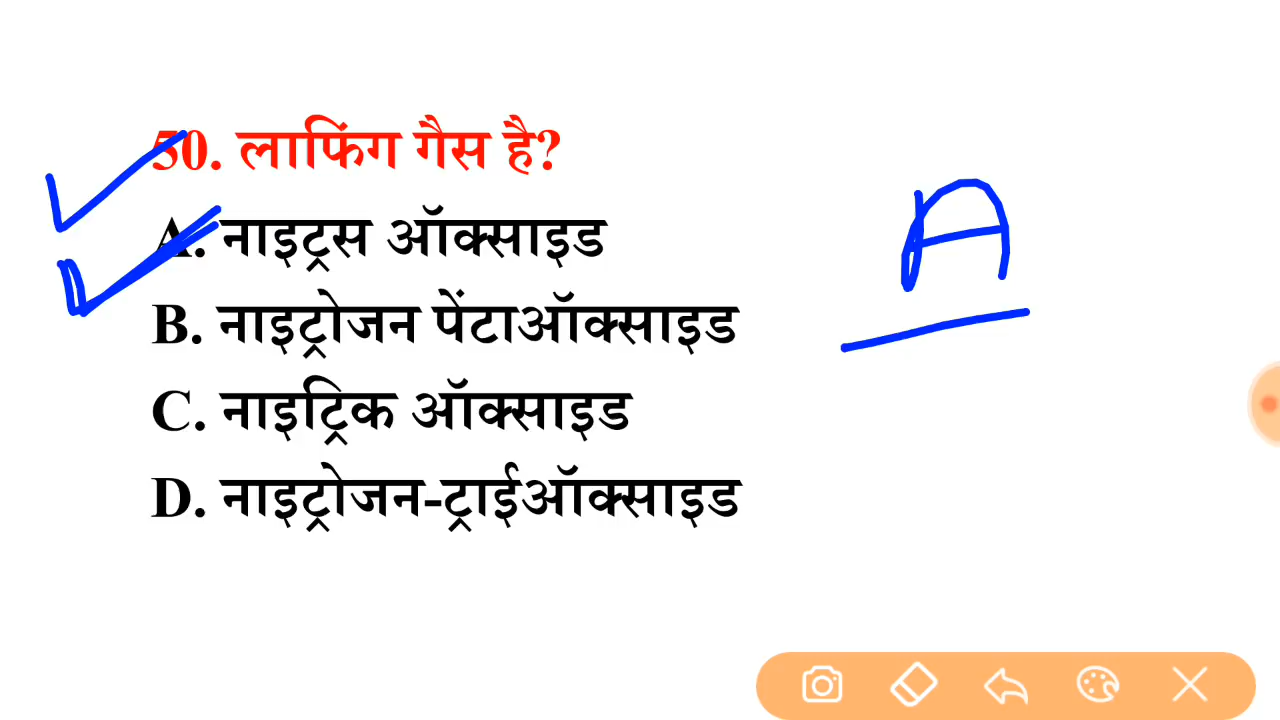 50. लाफिंग गैस है?
A. नाइट्रस ऑक्साइड
A
B. नाइट्रोजन पेंटाऑक्साइड
C. नाइट्रिक ऑक्साइड
D. नाइट्रोजन-ट्राईऑक्साइड